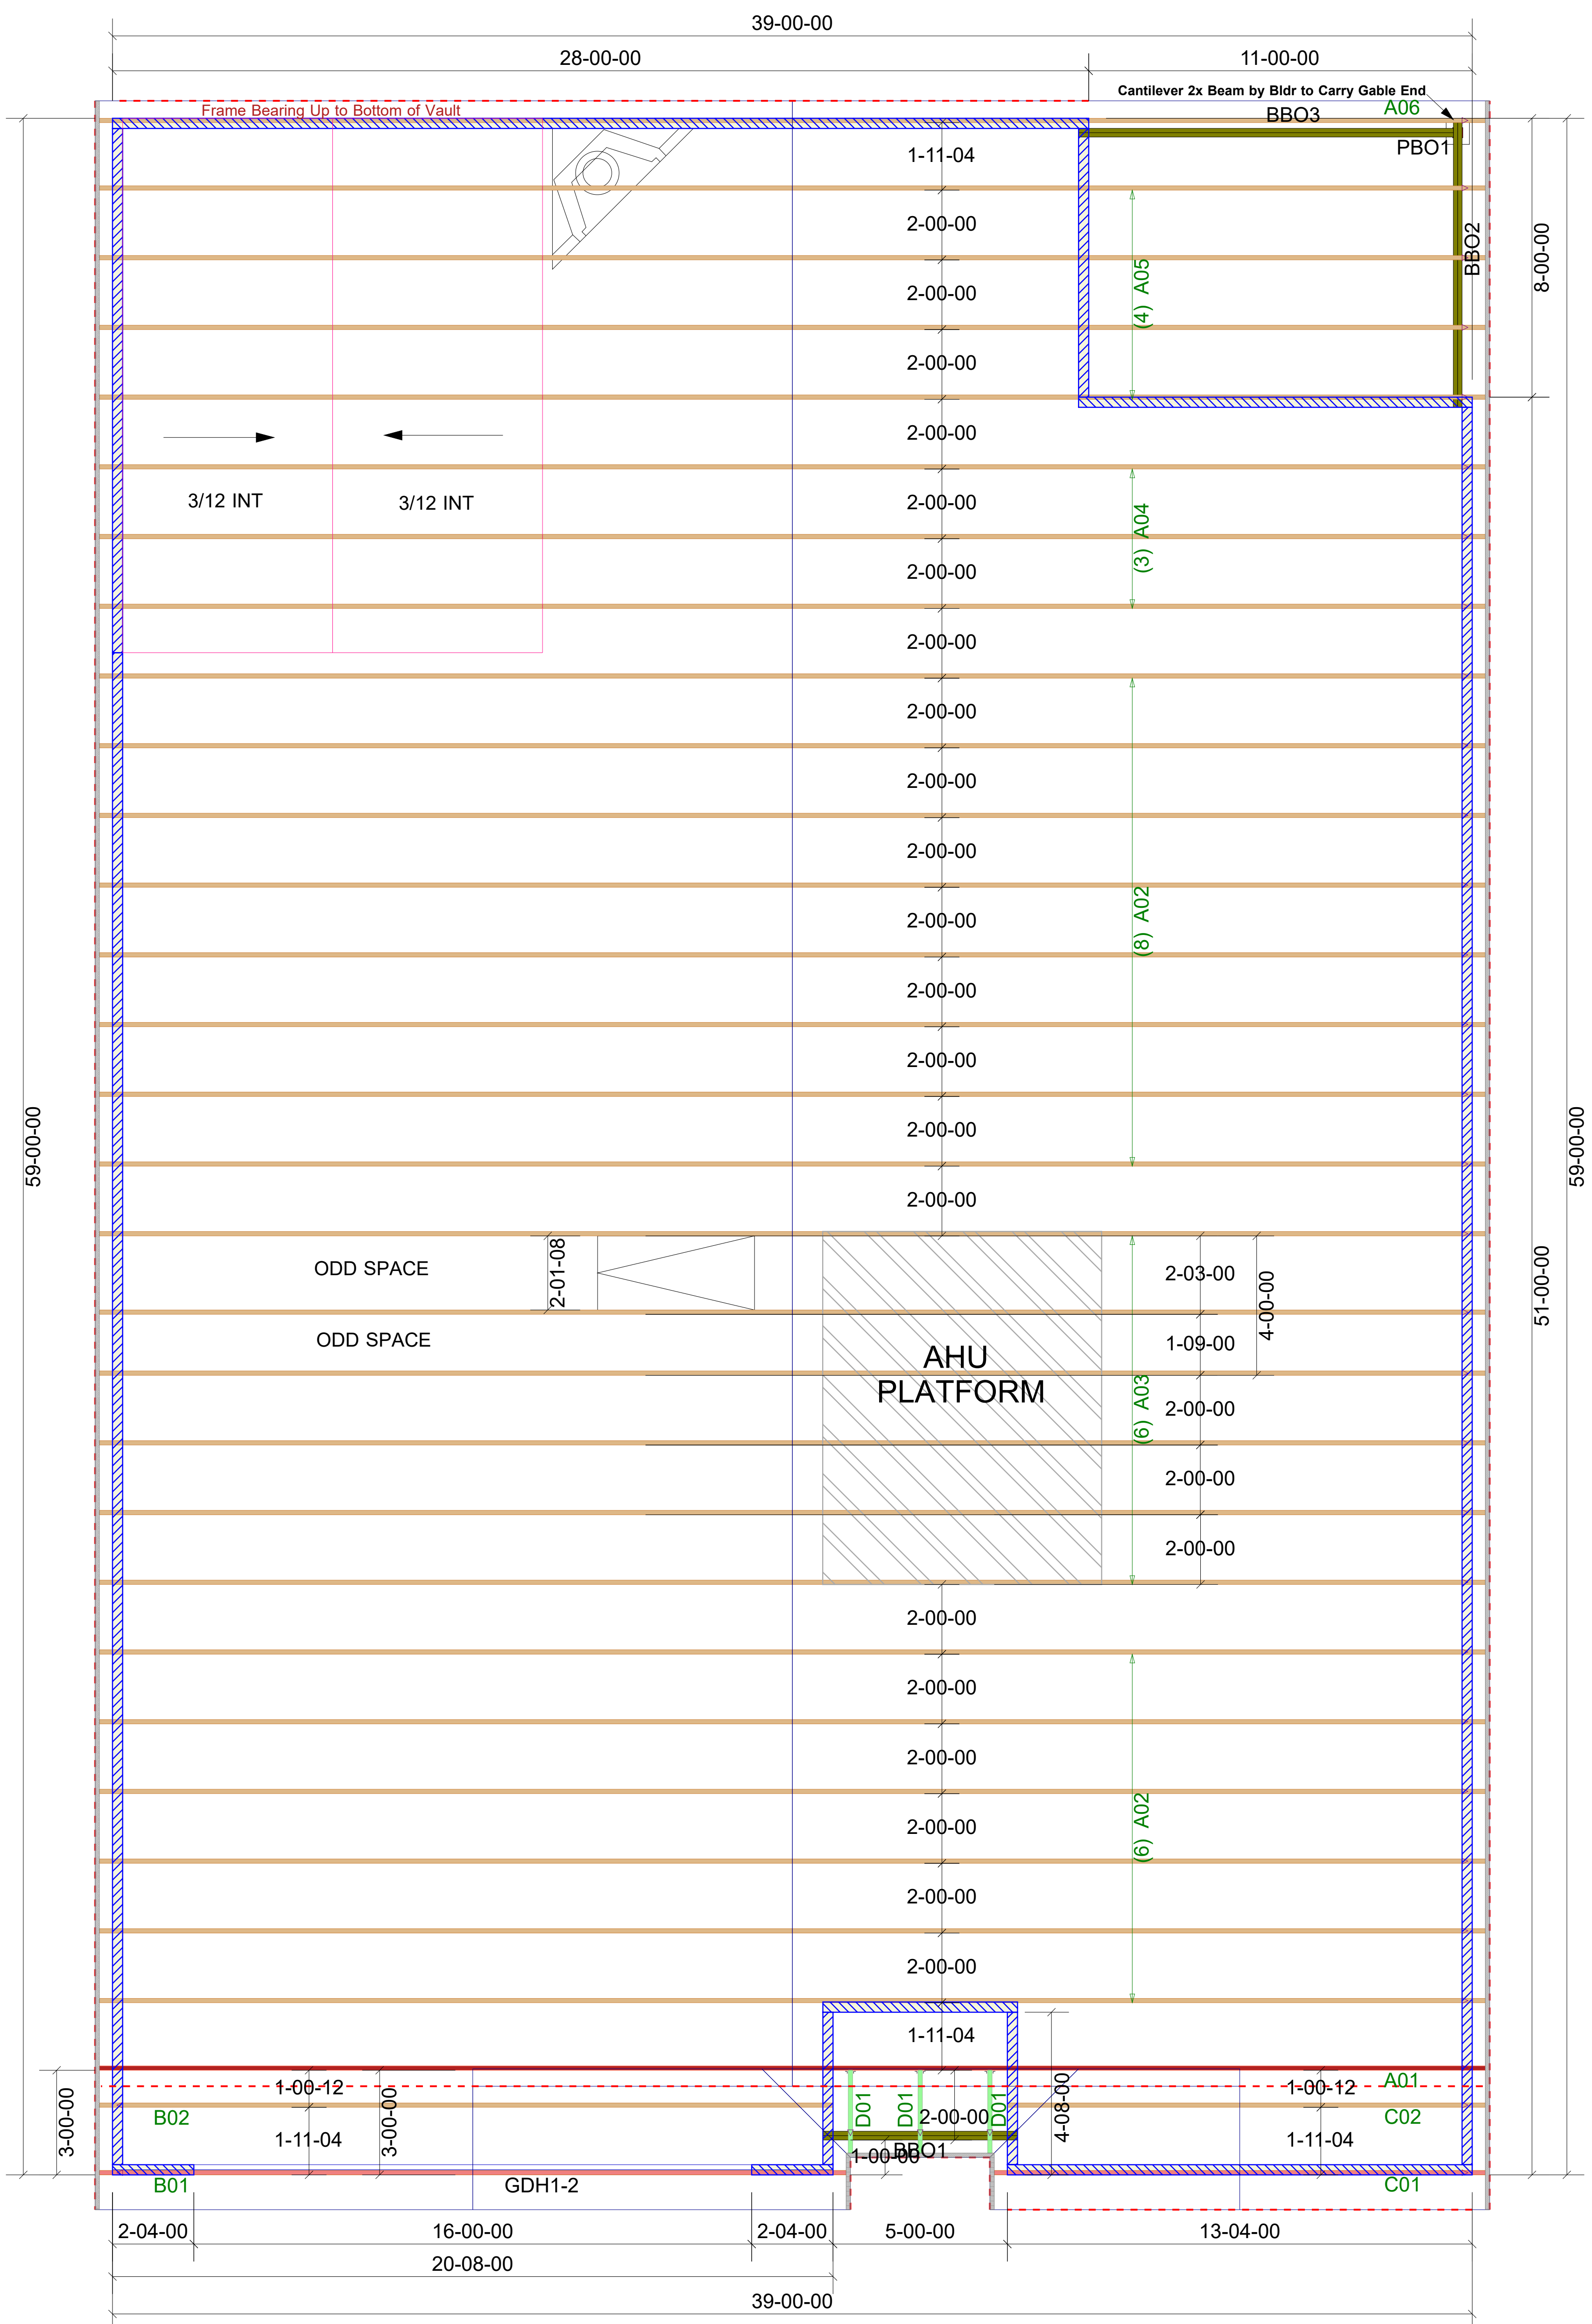 39-00-00
28-00-00
11-00-00
Cantilever 2x Beam by Bldr to Carry Gable End
Frame Bearing Up to Bottom of Vault
A06
BBO3
PBO1
1-11-04
2-00-00
BBO2
8-00-00
(4) A05
2-00-00
2-00-00
2-00-00
3/12 INT
3/12 INT
2-00-00
(3) A04
2-00-00
2-00-00
2-00-00
2-00-00
2-00-00
(8) A02
2-00-00
2-00-00
2-00-00
2-00-00
59-00-00
59-00-00
2-00-00
ODD SPACE
2-01-08
2-03-00
4-00-00
51-00-00
ODD SPACE
AHU
PLATFORM
1-09-00
(6) A03
2-00-00
2-00-00
2-00-00
2-00-00
2-00-00
2-00-00
(6) A02
2-00-00
2-00-00
2-00-00
1-11-04
3-00-00
1-00-12
3-00-00
1-00-12
A01
B02
D01
D01
D01
2-00-00
4-08-00
C02
1-11-04
1-11-04
BBO1
1-00-00
B01
GDH1-2
C01
2-04-00
16-00-00
2-04-00
5-00-00
13-04-00
20-08-00
39-00-00